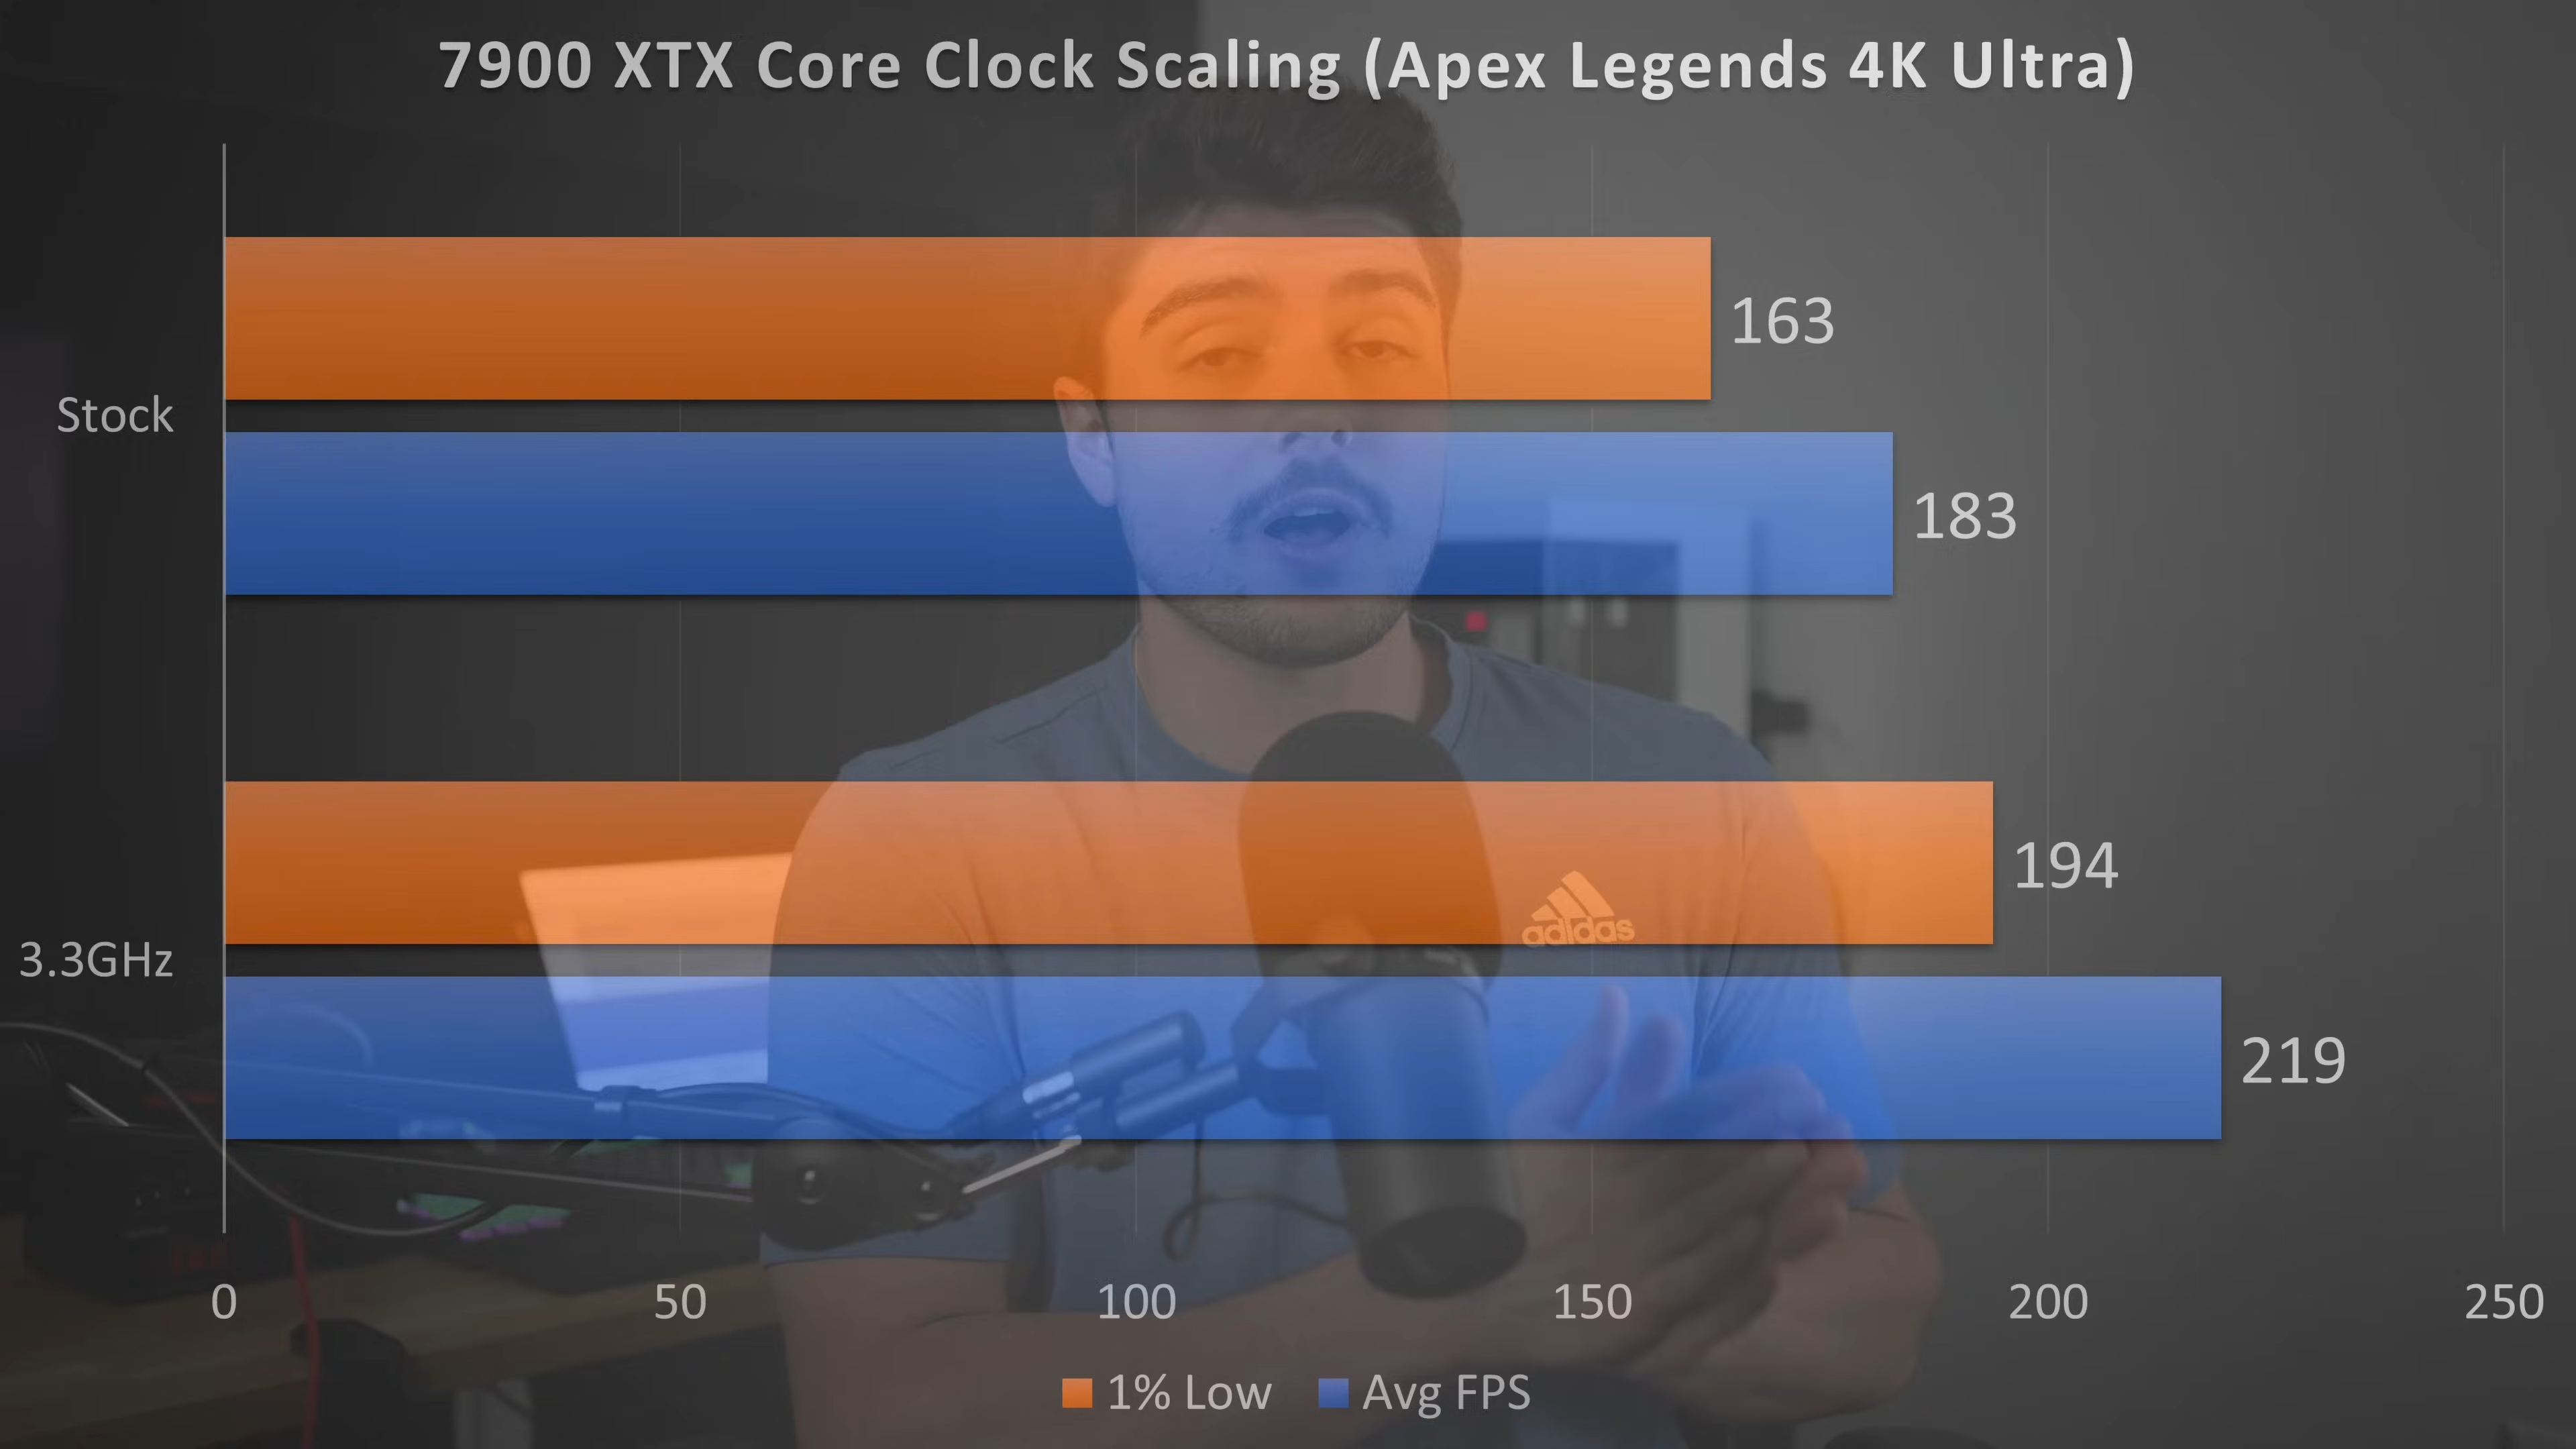 7900 XTX Core Clock Scaling (Apex Legends 4K Ultra)
163
Stock
183
194
adidas
3.3GHz
219
0 50 100 150 200 250
1% Low Avg FPS